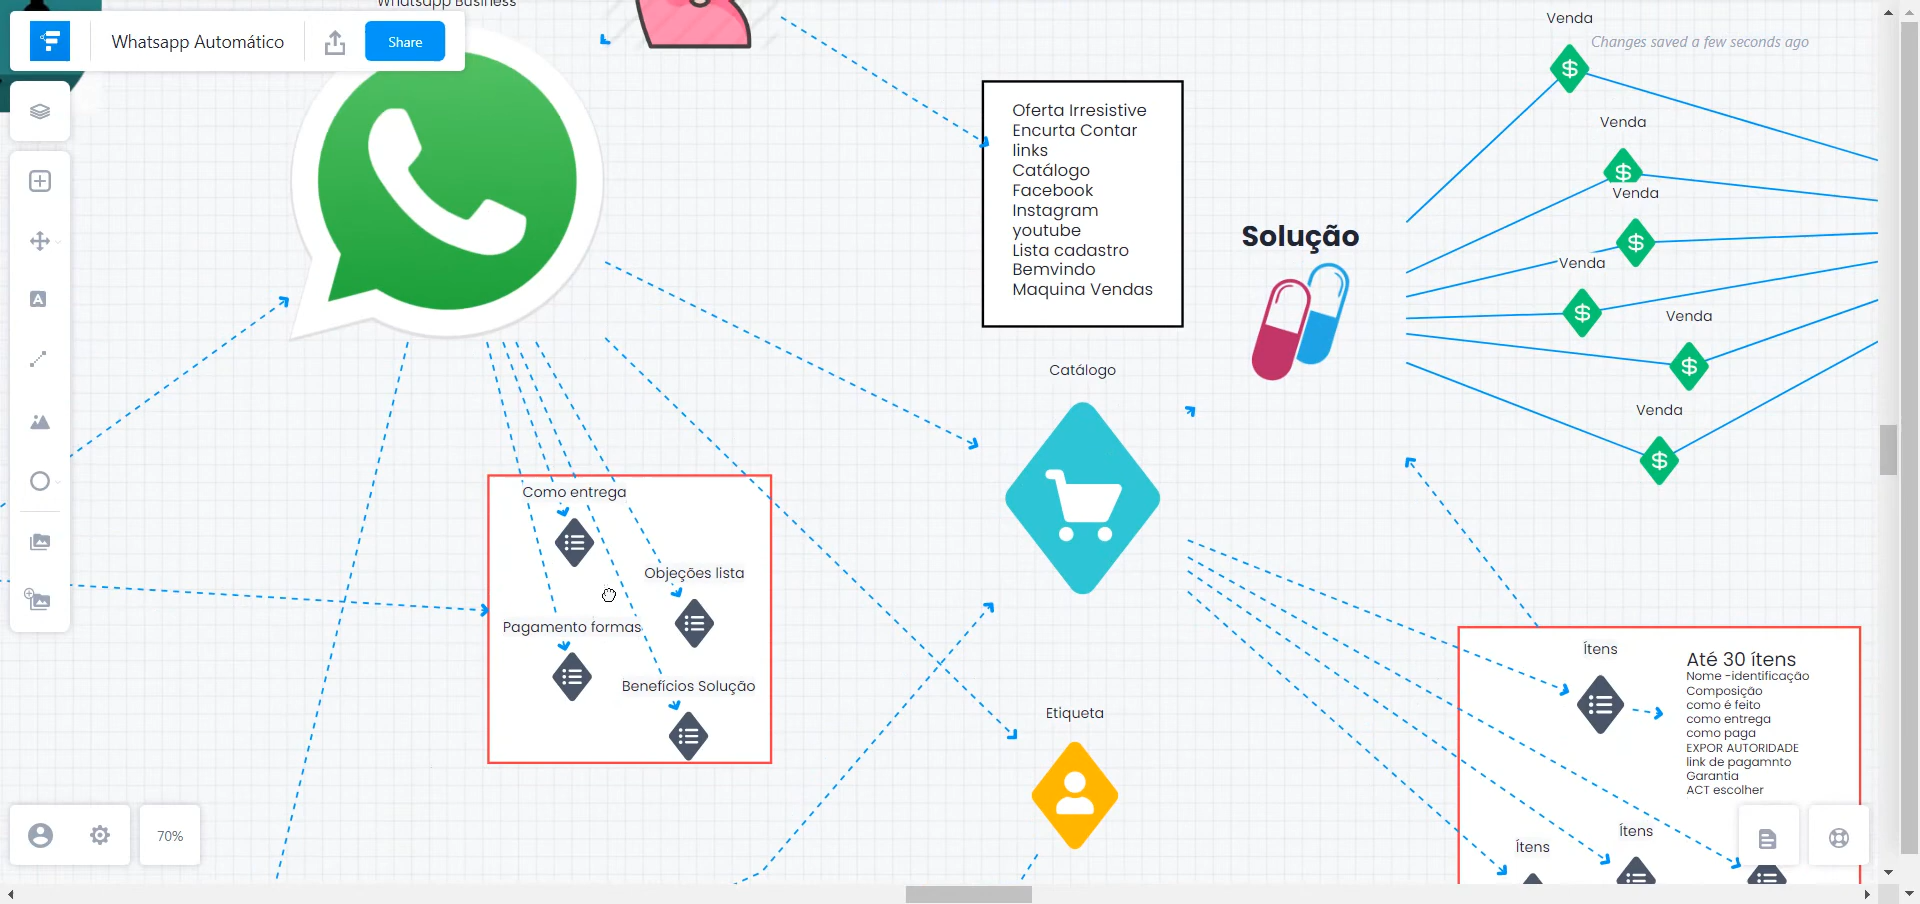 Whatsapp Business
Whatsapp Automático
Share
Venda
Changes saved a few seconds ago
Venda
Venda
Venda
Venda
Venda
Oferta Irresistive
Encurta Contar
links
Catálogo
Facebook
Instagram
youtube
Lista cadastro
Bemvindo
Maquina Vendas
Solução
Catálogo
Como entrega
Objeções lista
Pagamento formas
Benefícios Solução
Etiqueta
Ítens
Até 30 ítens
Nome -identificação
Composição
como é feito
como entrega
como paga
EXPOR AUTORIDADE
link de pagamnto
Garantia
ACT escolher
Ítens
Ítens
70%